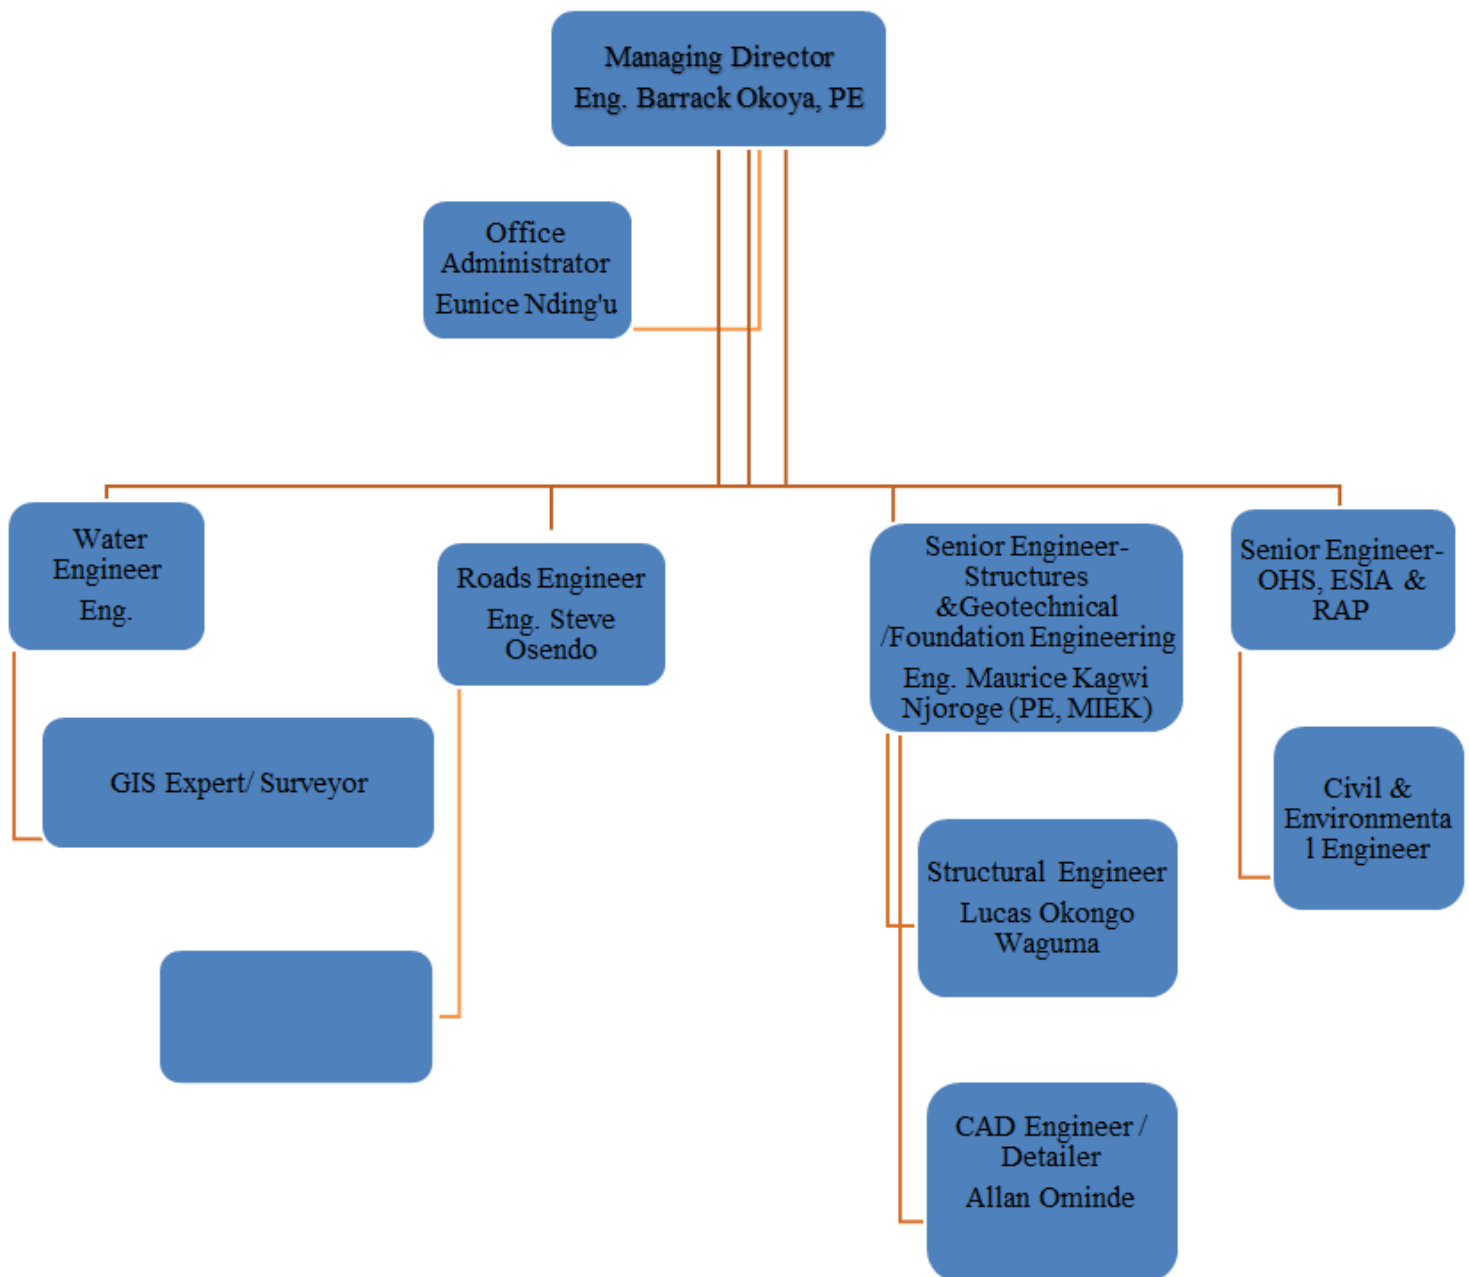 Managing Director
Eng. Barrack Okoya, PE
Office
Administrator
Eunice Nding'u
Water
Engineer
Eng.
Roads Engineer
Eng. Steve
Osendo
Senior Engineer-
Structures
&Geotechnical
/Foundation Engineering
Eng. Maurice Kagwi
Njoroge (PE, MIEK)
Senior Engineer-
OHS, ESIA &
RAP
GIS Expert/ Surveyor
Civil &
Environmenta
l Engineer
Structural Engineer
Lucas Okongo
Waguma
CAD Engineer /
Detailer
Allan Ominde